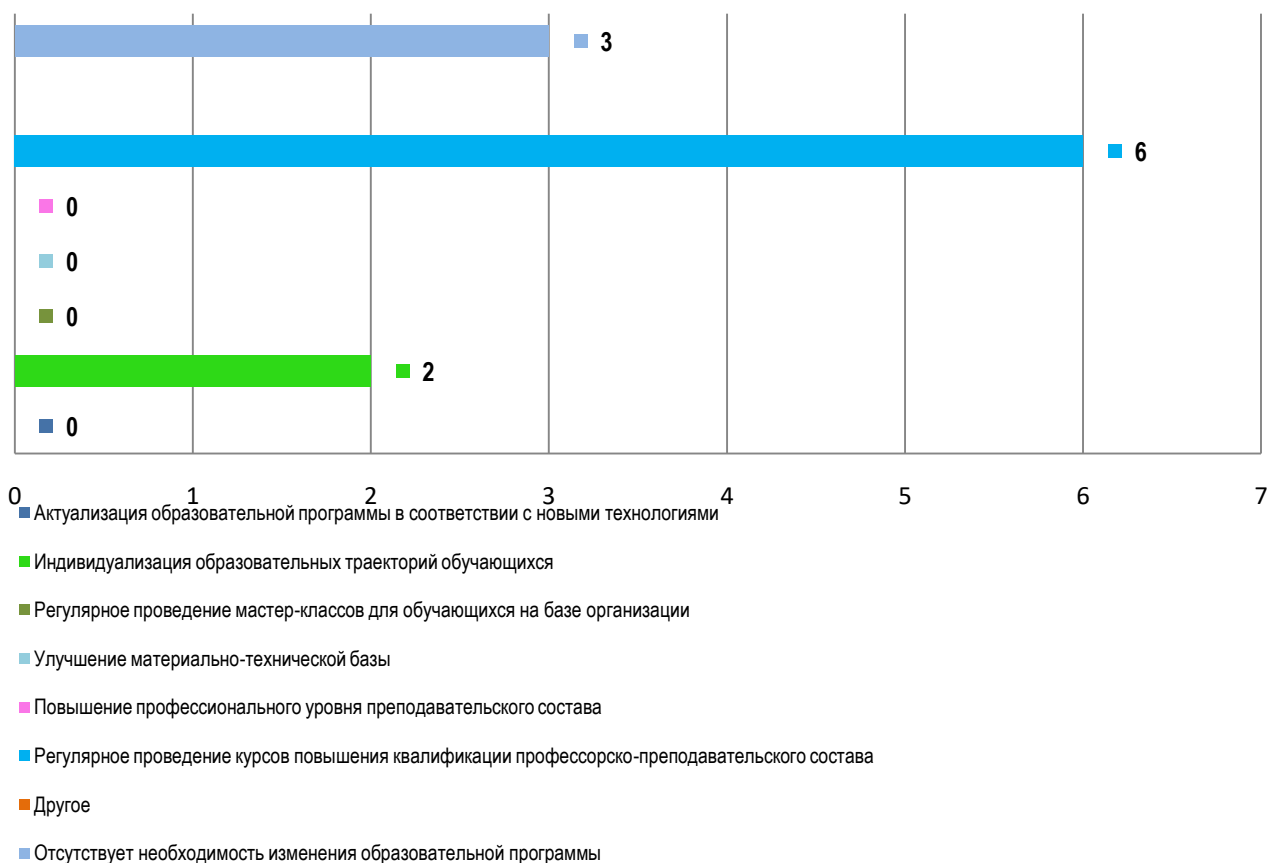 3
6
0
0
0
2
0
0 1 2 3 4 5 6 7
Актуализация образовательной программы в соответствии с новыми технологиями
Индивидуализация образовательных траекторий обучающихся
Регулярное проведение мастер-классов для обучающихся на базе организации
Улучшение материально-технической базы
Повышение профессионального уровня преподавательского состава
Регулярное проведение курсов повышения квалификации профессорско-преподавательского состава
Другое
Отсутствует необходимость изменения образовательной программы